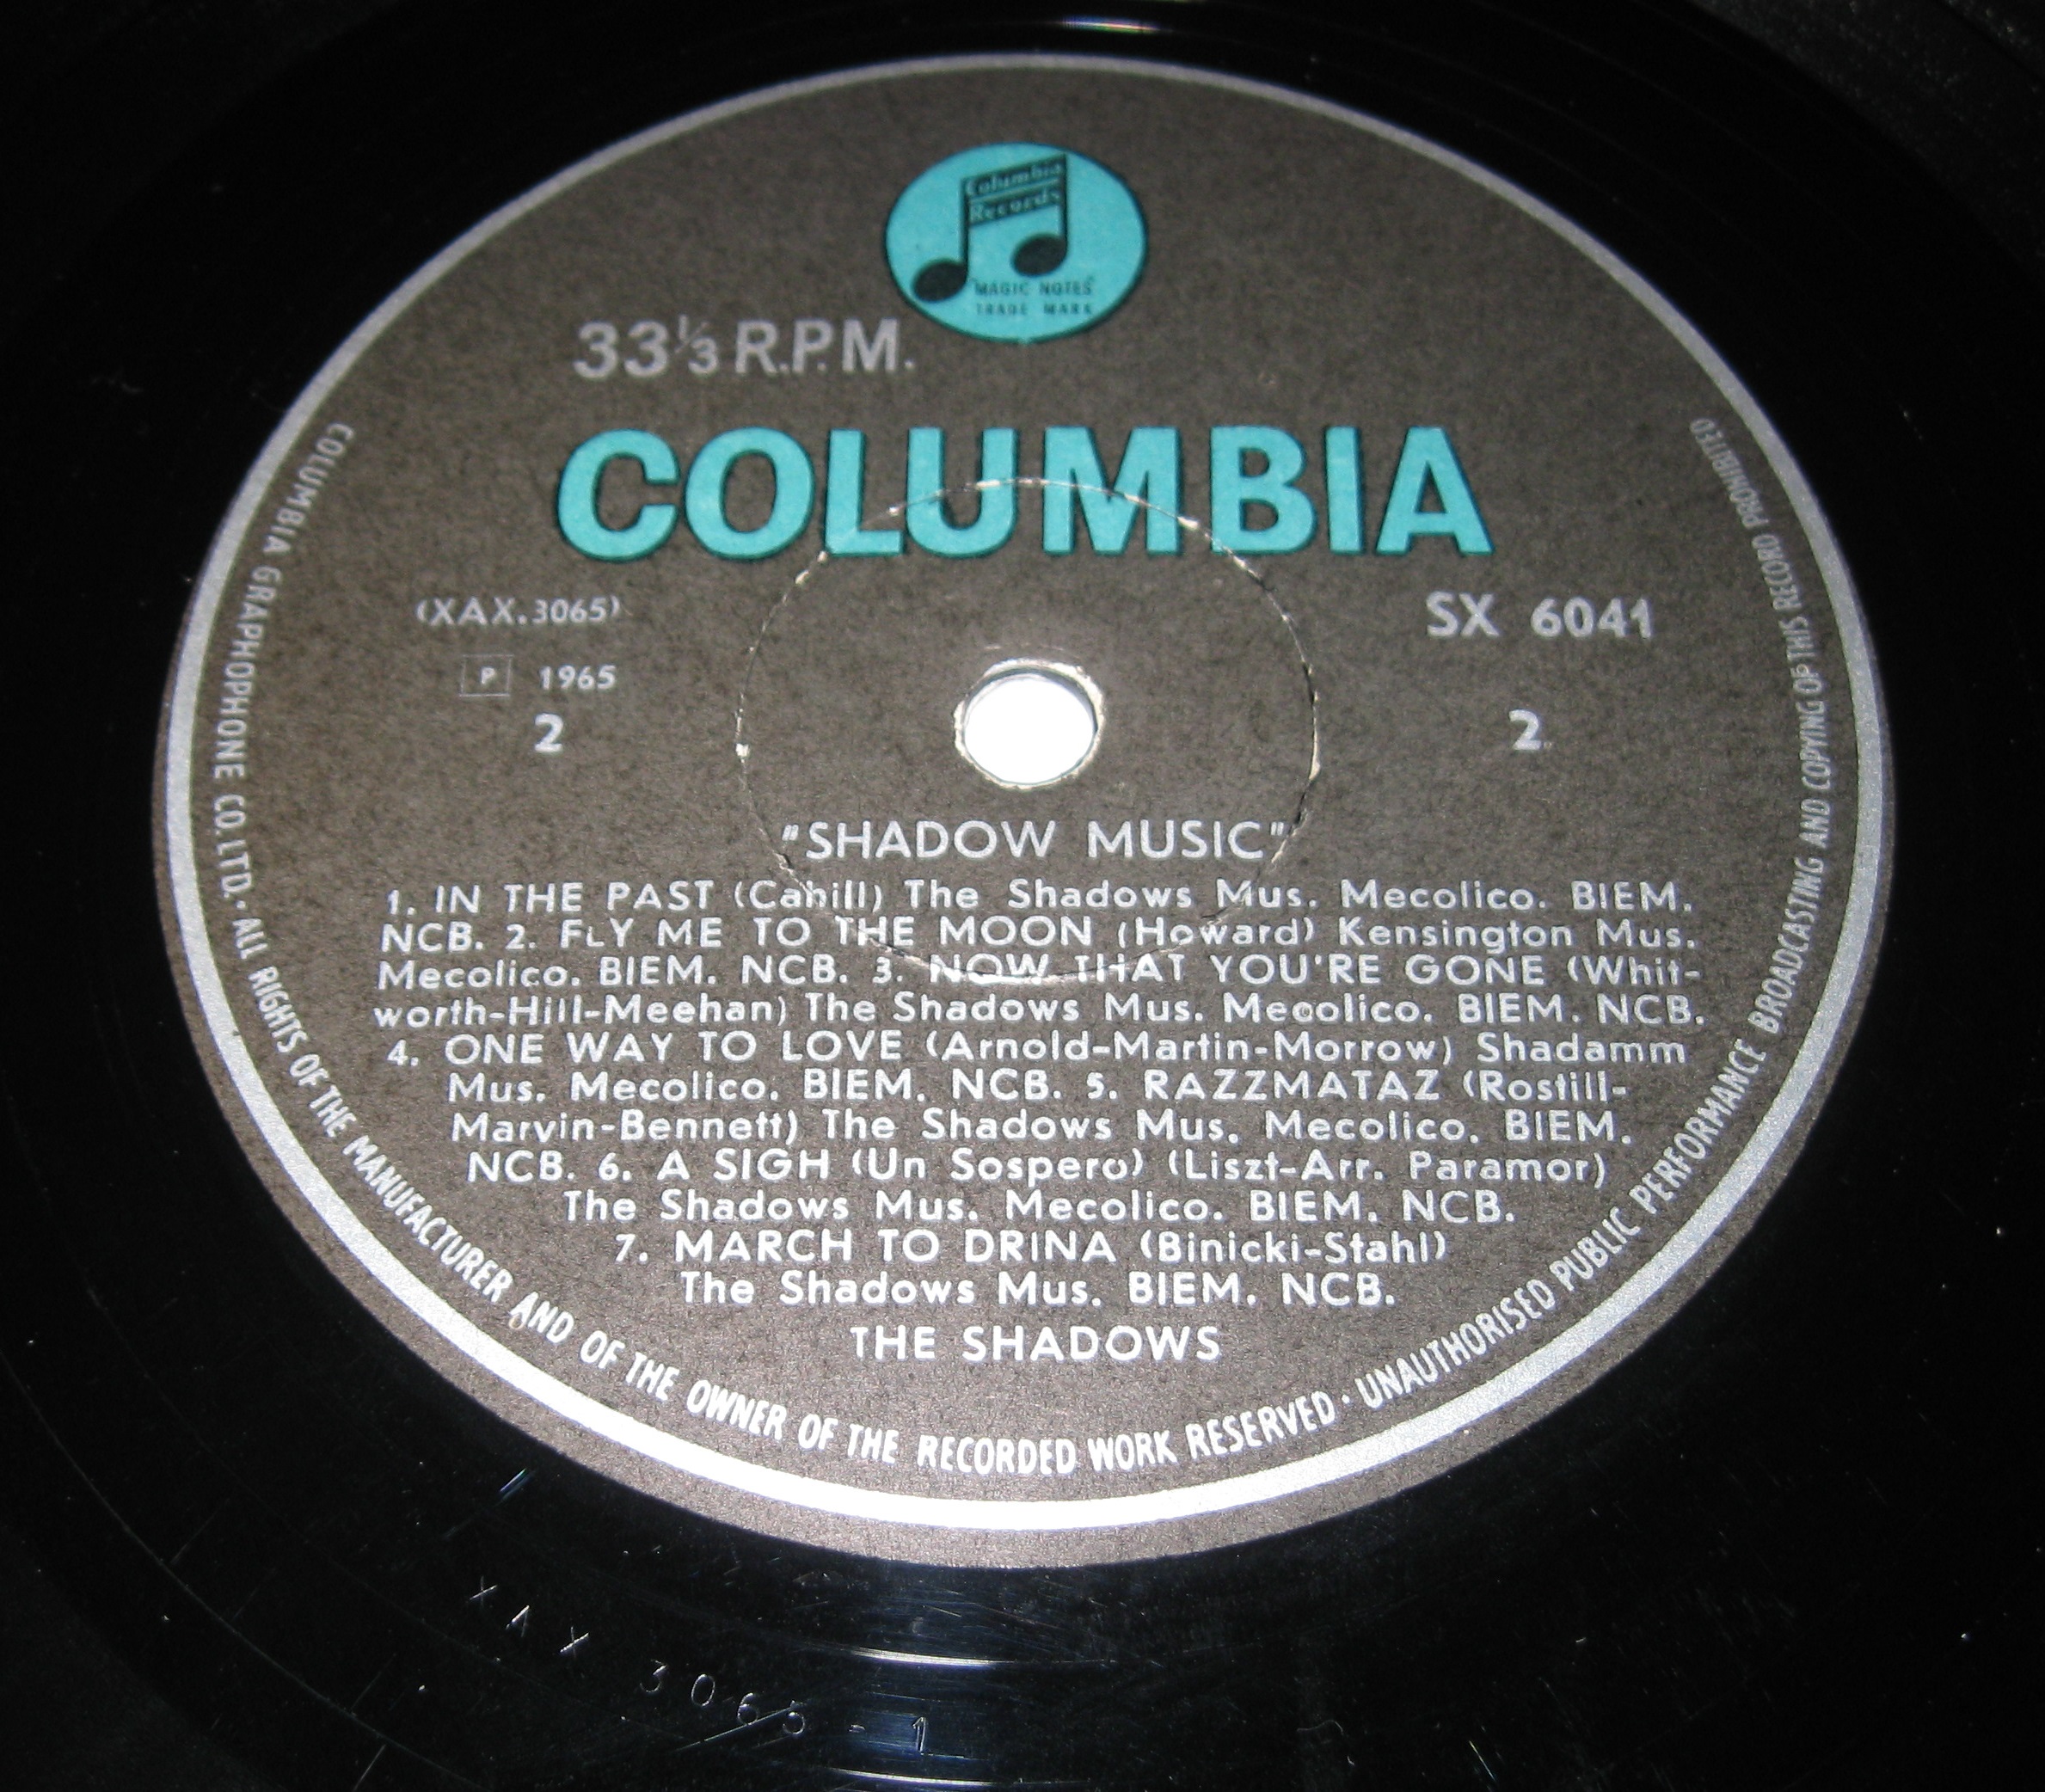 Columbia
Records
"MAGIC NOTES"
TRADE MARK
33⅓ R.P.M.
COLUMBIA
(XAX.3065)
SX 6041
P 1965
2
2
"SHADOW MUSIC"
1. IN THE PAST (Cahill) The Shadows Mus. Mecolico. BIEM.
NCB. 2. FLY ME TO THE MOON (Howard) Kensington Mus.
Mecolico. BIEM. NCB. 3. NOW THAT YOU'RE GONE (Whit-
worth-Hill-Meehan) The Shadows Mus. Mecolico. BIEM. NCB.
4. ONE WAY TO LOVE (Arnold-Martin-Morrow) Shadamm
Mus. Mecolico. BIEM. NCB. 5. RAZZMATAZ (Rostill-
Marvin-Bennett) The Shadows Mus. Mecolico. BIEM.
NCB. 6. A SIGH (Un Sospero) (Liszt-Arr. Paramor)
The Shadows Mus. Mecolico. BIEM. NCB.
7. MARCH TO DRINA (Binicki-Stahl)
The Shadows Mus. BIEM. NCB.
THE SHADOWS
COLUMBIA GRAPHOPHONE CO. LTD. · ALL RIGHTS OF THE MANUFACTURER AND OF THE OWNER OF THE RECORDED WORK RESERVED · UNAUTHORISED PUBLIC PERFORMANCE BROADCASTING AND COPYING OF THIS RECORD PROHIBITED
XAX 3065-1